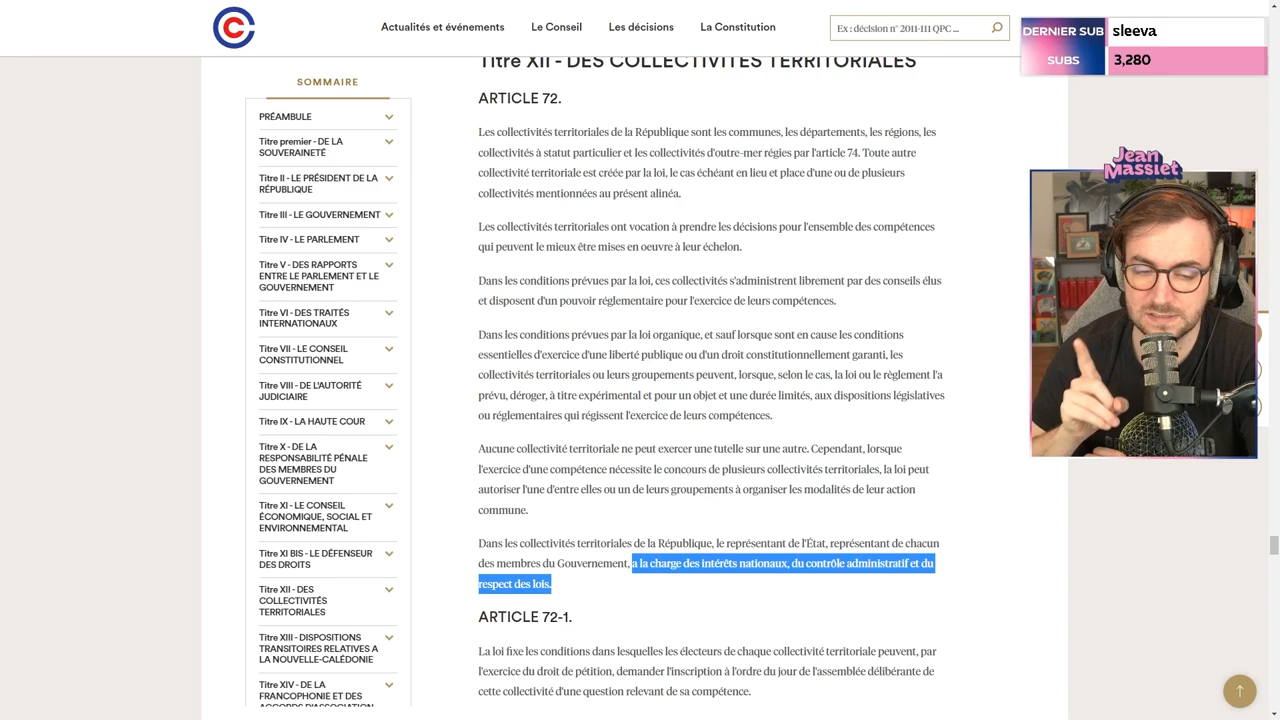 Actualités et événements
Le Conseil
Les décisions
La Constitution
Ex : décision n° 2011-111 QPC ...
DERNIER SUB
sleeva
SUBS
3,280
Jean
Massiet
SOMMAIRE
PRÉAMBULE
Titre premier - DE LA
SOUVERAINETÉ
Titre II - LE PRÉSIDENT DE LA
RÉPUBLIQUE
Titre III - LE GOUVERNEMENT
Titre IV - LE PARLEMENT
Titre V - DES RAPPORTS
ENTRE LE PARLEMENT ET LE
GOUVERNEMENT
Titre VI - DES TRAITÉS
INTERNATIONAUX
Titre VII - LE CONSEIL
CONSTITUTIONNEL
Titre VIII - DE L'AUTORITÉ
JUDICIAIRE
Titre IX - LA HAUTE COUR
Titre X - DE LA
RESPONSABILITÉ PÉNALE
DES MEMBRES DU
GOUVERNEMENT
Titre XI - LE CONSEIL
ÉCONOMIQUE, SOCIAL ET
ENVIRONNEMENTAL
Titre XI BIS - LE DÉFENSEUR
DES DROITS
Titre XII - DES
COLLECTIVITÉS
TERRITORIALES
Titre XIII - DISPOSITIONS
TRANSITOIRES RELATIVES A
LA NOUVELLE-CALÉDONIE
Titre XIV - DE LA
FRANCOPHONIE ET DES
ACCORDS D'ASSOCIATION
Titre XII - DES COLLECTIVITÉS TERRITORIALES
ARTICLE 72.
Les collectivités territoriales de la République sont les communes, les départements, les régions, les
collectivités à statut particulier et les collectivités d'outre-mer régies par l'article 74. Toute autre
collectivité territoriale est créée par la loi, le cas échéant en lieu et place d'une ou de plusieurs
collectivités mentionnées au présent alinéa.
Les collectivités territoriales ont vocation à prendre les décisions pour l'ensemble des compétences
qui peuvent le mieux être mises en oeuvre à leur échelon.
Dans les conditions prévues par la loi, ces collectivités s'administrent librement par des conseils élus
et disposent d'un pouvoir réglementaire pour l'exercice de leurs compétences.
Dans les conditions prévues par la loi organique, et sauf lorsque sont en cause les conditions
essentielles d'exercice d'une liberté publique ou d'un droit constitutionnellement garanti, les
collectivités territoriales ou leurs groupements peuvent, lorsque, selon le cas, la loi ou le règlement l'a
prévu, déroger, à titre expérimental et pour un objet et une durée limités, aux dispositions législatives
ou réglementaires qui régissent l'exercice de leurs compétences.
Aucune collectivité territoriale ne peut exercer une tutelle sur une autre. Cependant, lorsque
l'exercice d'une compétence nécessite le concours de plusieurs collectivités territoriales, la loi peut
autoriser l'une d'entre elles ou un de leurs groupements à organiser les modalités de leur action
commune.
Dans les collectivités territoriales de la République, le représentant de l'État, représentant de chacun
des membres du Gouvernement, a la charge des intérêts nationaux, du contrôle administratif et du
respect des lois.
ARTICLE 72-1.
La loi fixe les conditions dans lesquelles les électeurs de chaque collectivité territoriale peuvent, par
l'exercice du droit de pétition, demander l'inscription à l'ordre du jour de l'assemblée délibérante de
cette collectivité d'une question relevant de sa compétence.